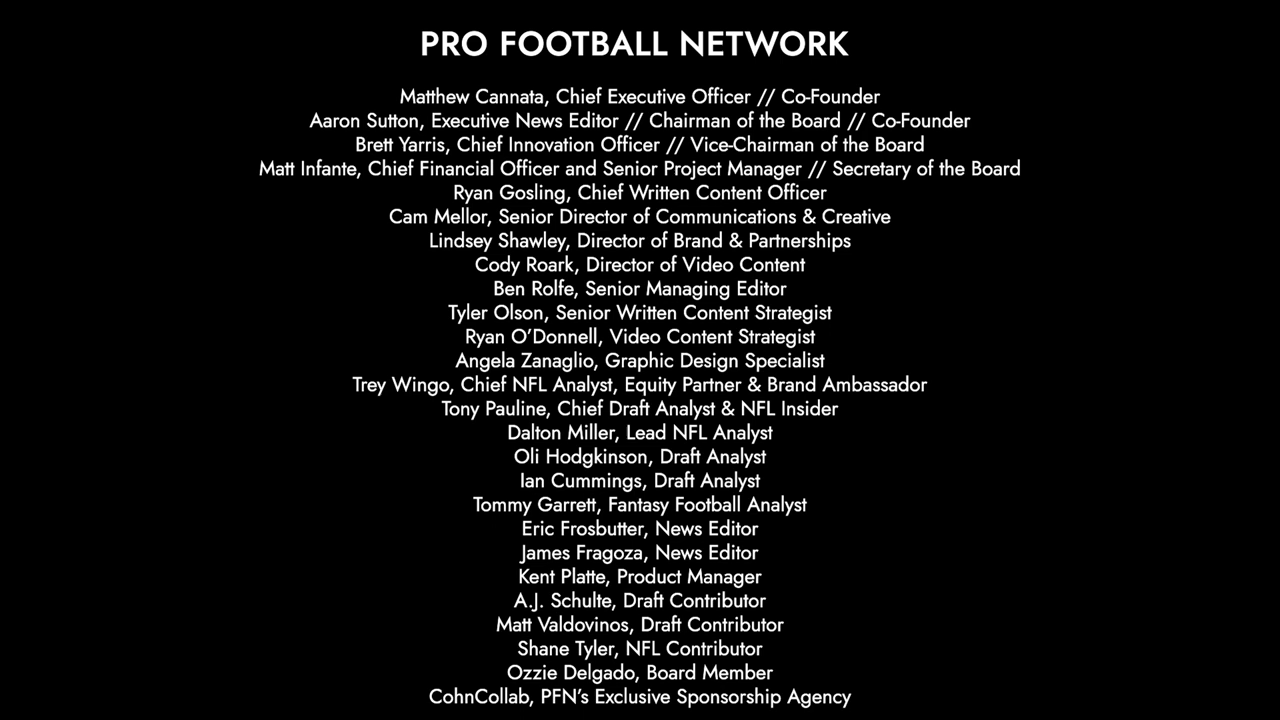 PRO FOOTBALL NETWORK
Matthew Cannata, Chief Executive Officer // Co-Founder
Aaron Sutton, Executive News Editor // Chairman of the Board // Co-Founder
Brett Yarris, Chief Innovation Officer // Vice-Chairman of the Board
Matt Infante, Chief Financial Officer and Senior Project Manager // Secretary of the Board
Ryan Gosling, Chief Written Content Officer
Cam Mellor, Senior Director of Communications & Creative
Lindsey Shawley, Director of Brand & Partnerships
Cody Roark, Director of Video Content
Ben Rolfe, Senior Managing Editor
Tyler Olson, Senior Written Content Strategist
Ryan O’Donnell, Video Content Strategist
Angela Zanaglio, Graphic Design Specialist
Trey Wingo, Chief NFL Analyst, Equity Partner & Brand Ambassador
Tony Pauline, Chief Draft Analyst & NFL Insider
Dalton Miller, Lead NFL Analyst
Oli Hodgkinson, Draft Analyst
Ian Cummings, Draft Analyst
Tommy Garrett, Fantasy Football Analyst
Eric Frosbutter, News Editor
James Fragoza, News Editor
Kent Platte, Product Manager
A.J. Schulte, Draft Contributor
Matt Valdovinos, Draft Contributor
Shane Tyler, NFL Contributor
Ozzie Delgado, Board Member
CohnCollab, PFN’s Exclusive Sponsorship Agency